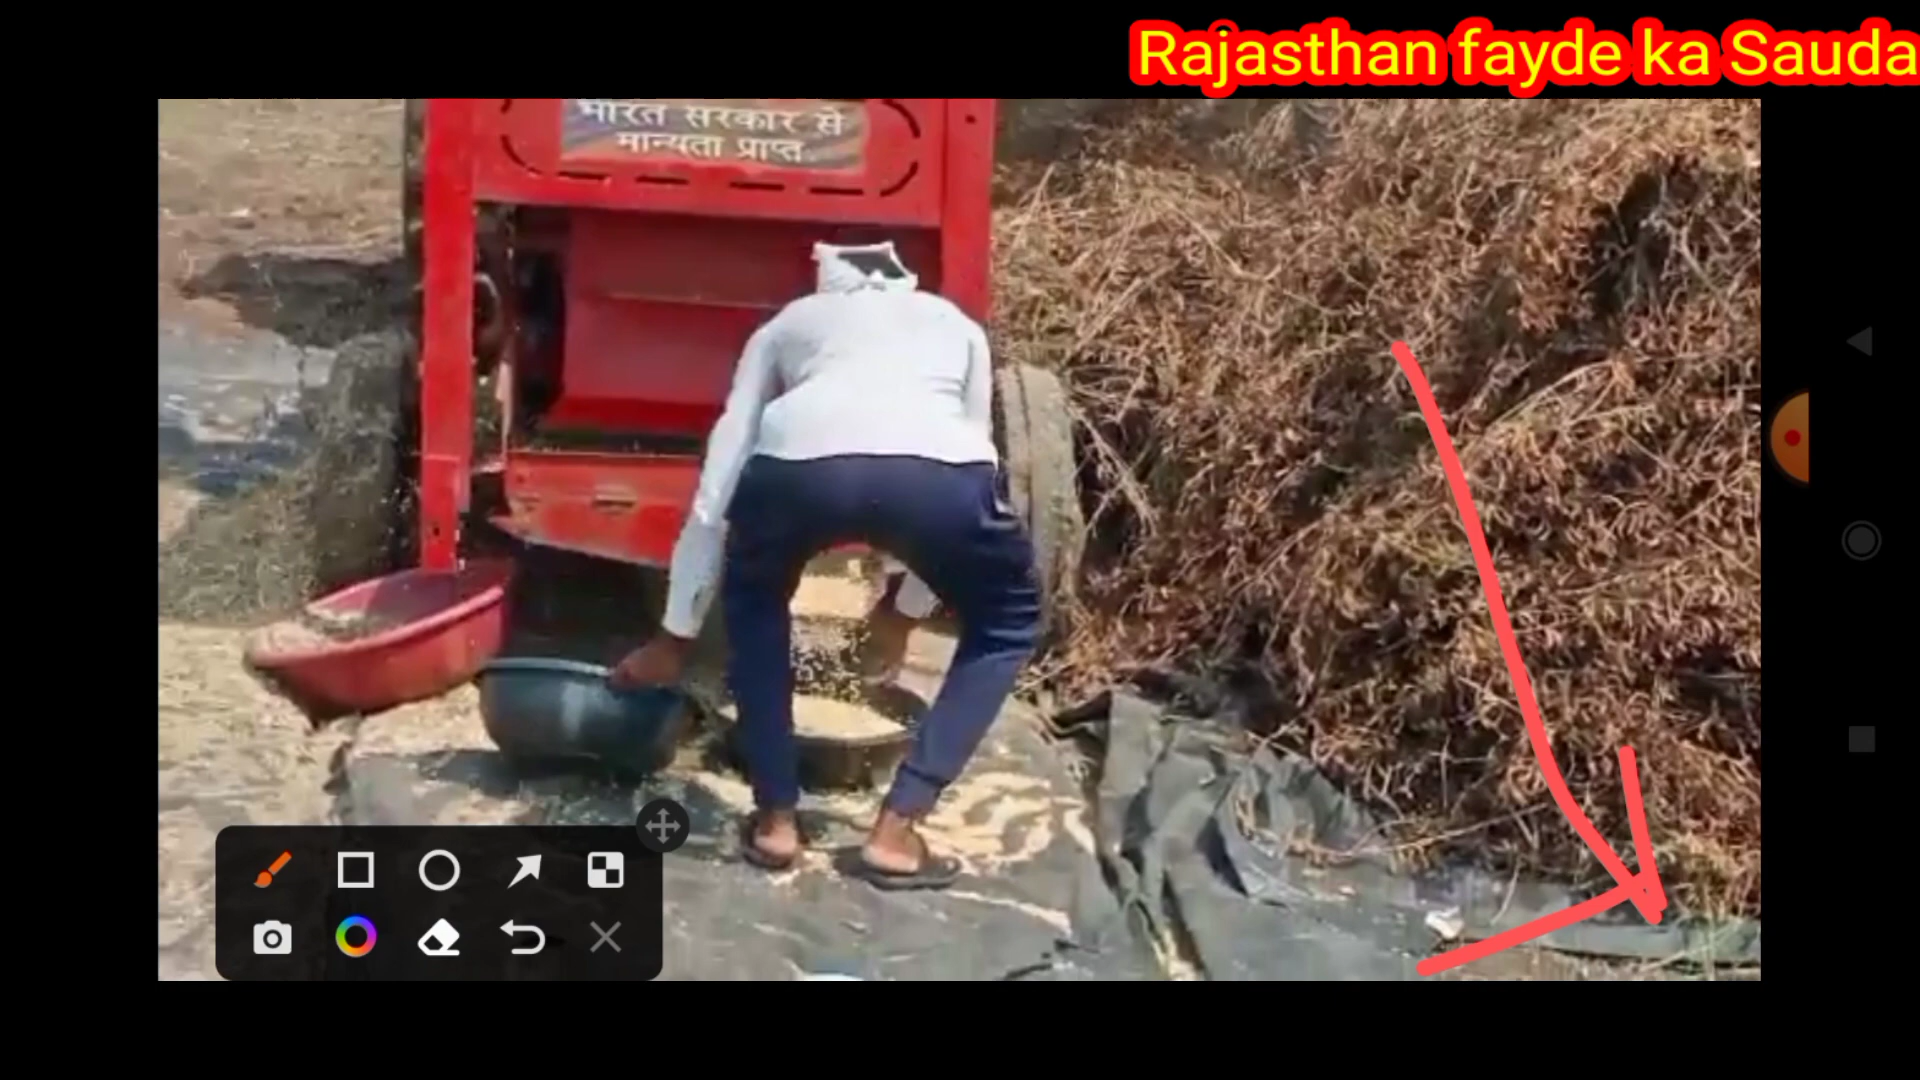 Rajasthan fayde ka Sauda
भारत सरकार से
मान्यता प्राप्त